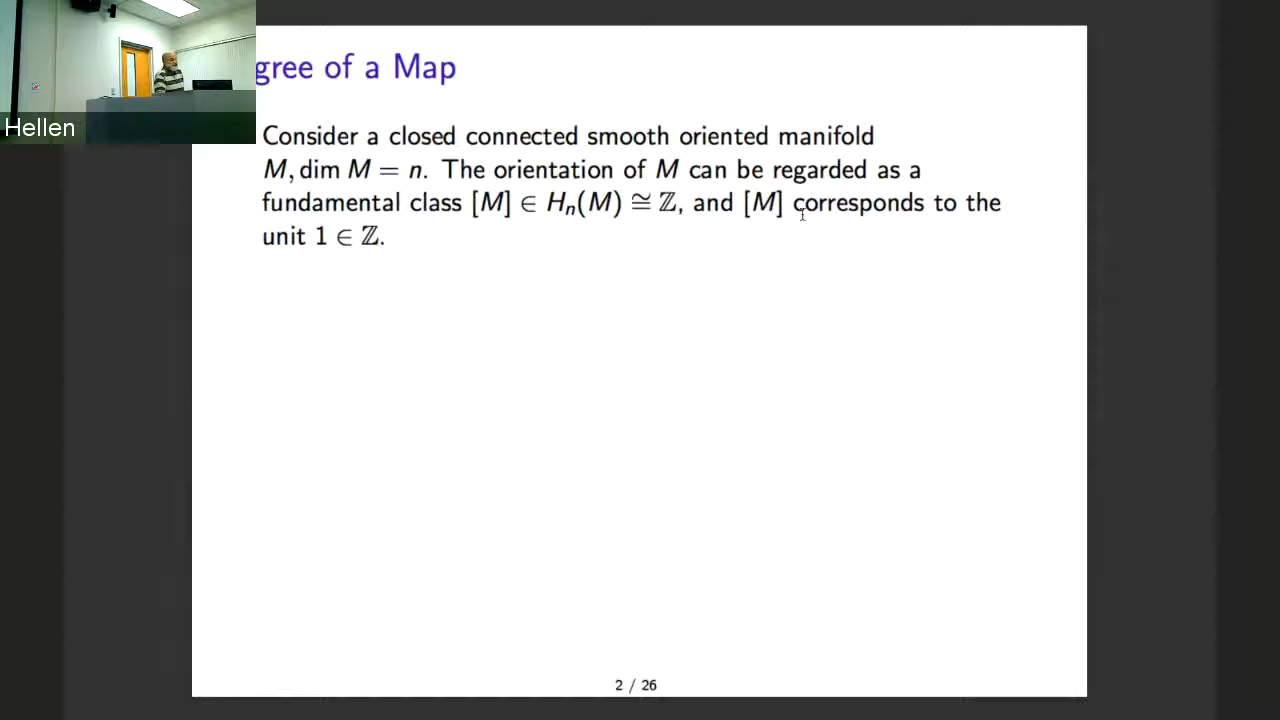 Hellen
gree of a Map
Consider a closed connected smooth oriented manifold
M, dim M = n. The orientation of M can be regarded as a
fundamental class [M] ∈ Hₙ(M) ≅ ℤ, and [M] corresponds to the
unit 1 ∈ ℤ.
2 / 26